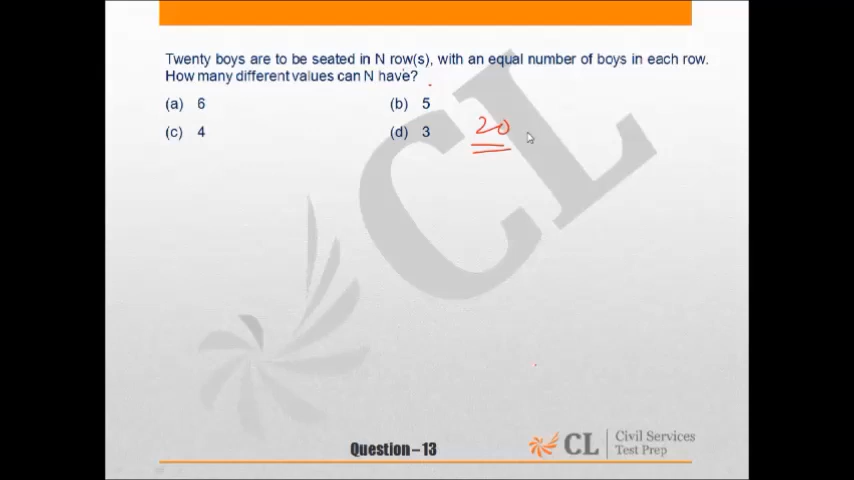 Twenty boys are to be seated in N row(s), with an equal number of boys in each row.
How many different values can N have?
(a) 6 (b) 5
(c) 4 (d) 3 20
CL
Question–13
CL Civil Services
Test Prep